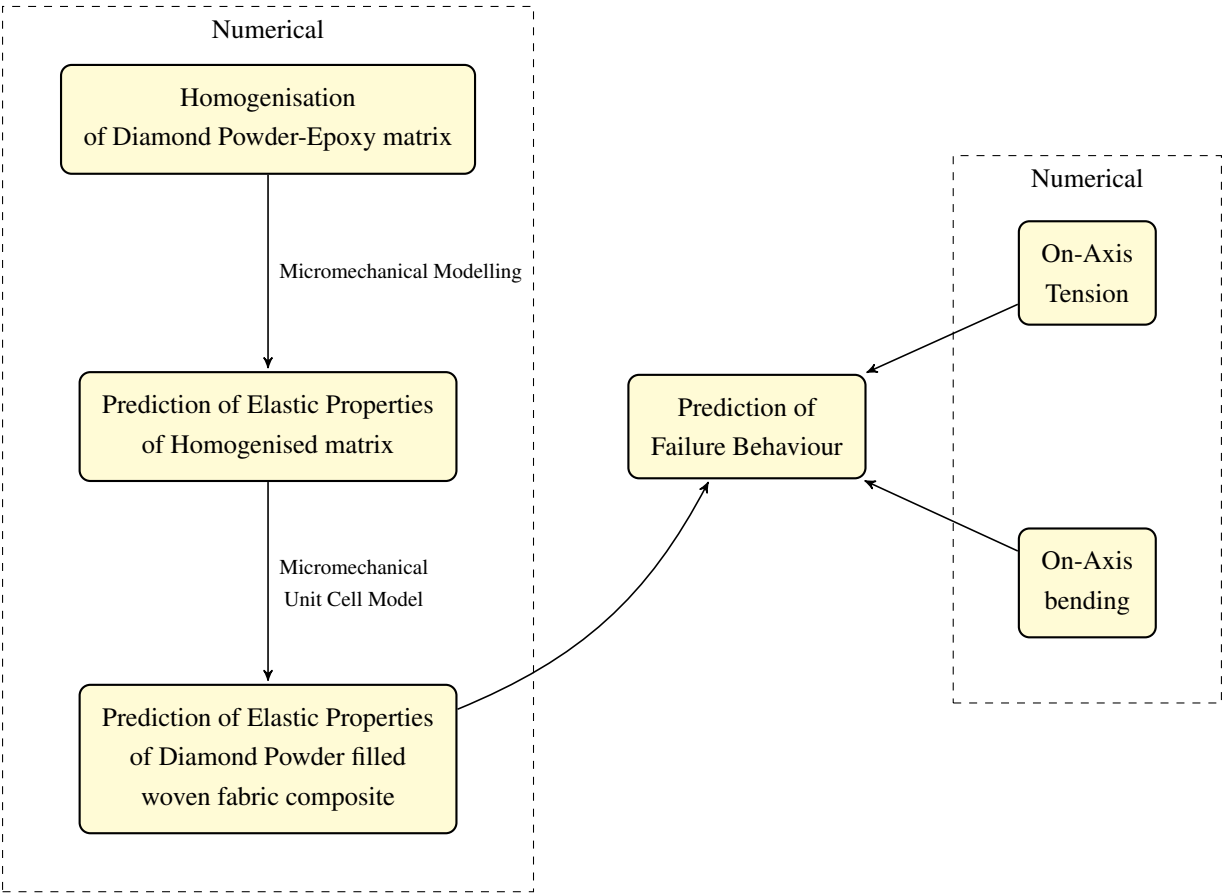 Numerical
Homogenisation
of Diamond Powder-Epoxy matrix
Micromechanical Modelling
Prediction of Elastic Properties
of Homogenised matrix
Micromechanical
Unit Cell Model
Prediction of Elastic Properties
of Diamond Powder filled
woven fabric composite
Prediction of
Failure Behaviour
Numerical
On-Axis
Tension
On-Axis
bending